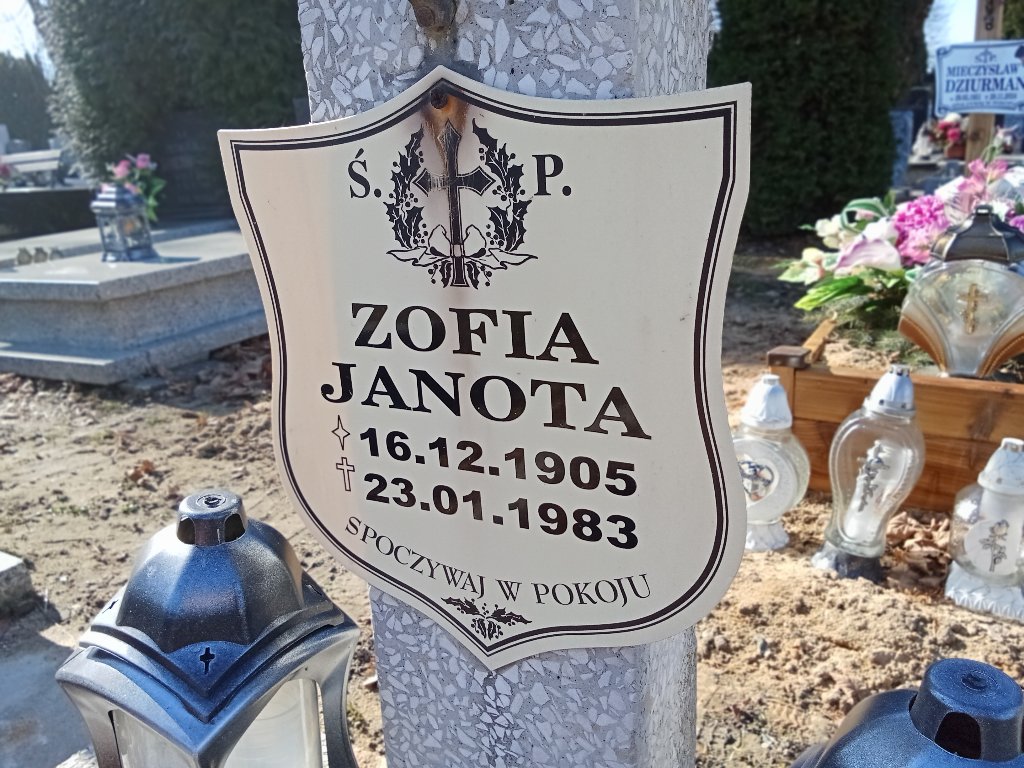 Ś. P.
ZOFIA
JANOTA
16.12.1905
23.01.1983
SPOCZYWAJ W POKOJU
Ś.P.
MIECZYSŁAW
DZIURMAN